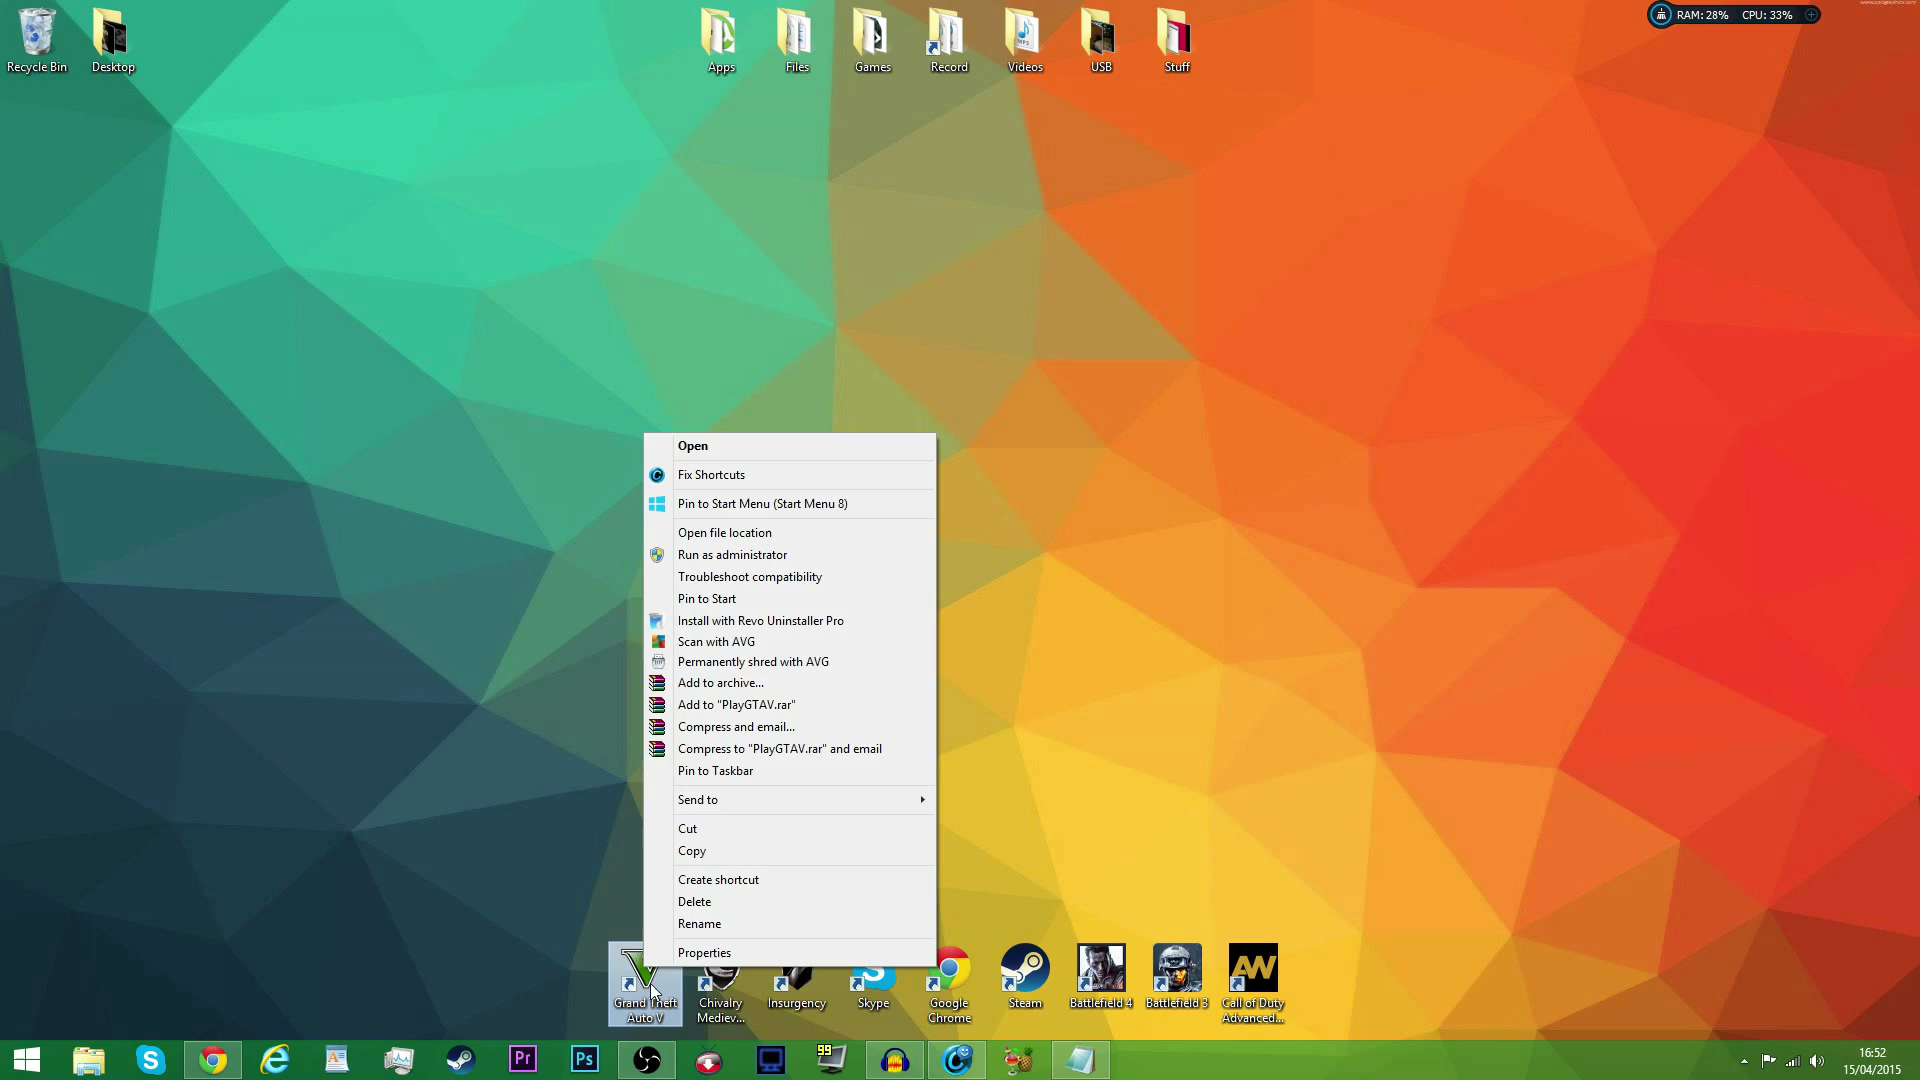 Recycle Bin
Desktop
Apps
Files
Games
Record
MP3
Videos
USB
Stuff
RAM: 28% CPU: 33%
Open
Fix Shortcuts
Pin to Start Menu (Start Menu 8)
Open file location
Run as administrator
Troubleshoot compatibility
Pin to Start
Install with Revo Uninstaller Pro
Scan with AVG
Permanently shred with AVG
Add to archive...
Add to "PlayGTAV.rar"
Compress and email...
Compress to "PlayGTAV.rar" and email
Pin to Taskbar
Send to
Cut
Copy
Create shortcut
Delete
Rename
Properties
Grand Theft
Auto V
Chivalry
Mediev...
Insurgency
Skype
Google
Chrome
Steam
Battlefield 4
Battlefield 3
AW
Call of Duty
Advanced...
Pr
Ps
99
16:52
15/04/2015